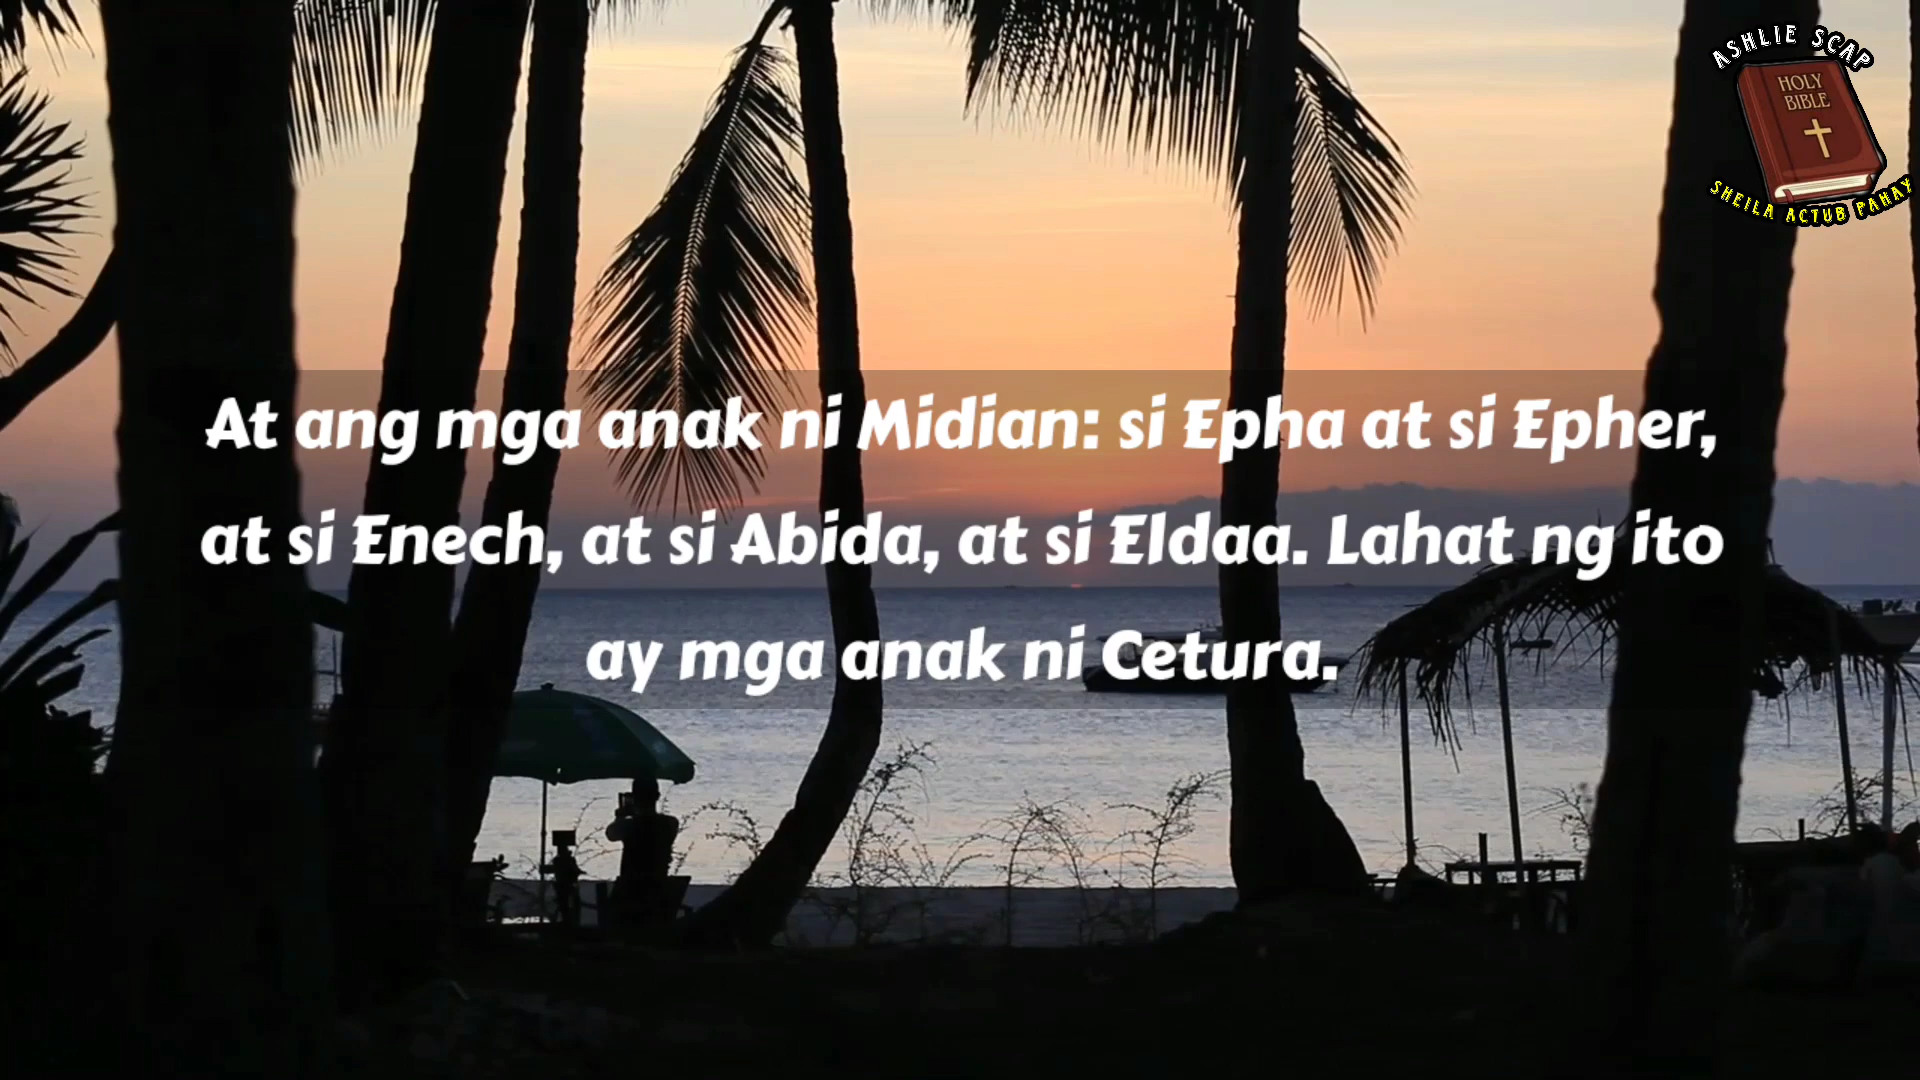 ASHLIE SCAP
HOLY
BIBLE
SHEILA ACTUB PAHAY
At ang mga anak ni Midian: si Epha at si Epher,
at si Enech, at si Abida, at si Eldaa. Lahat ng ito
ay mga anak ni Cetura.